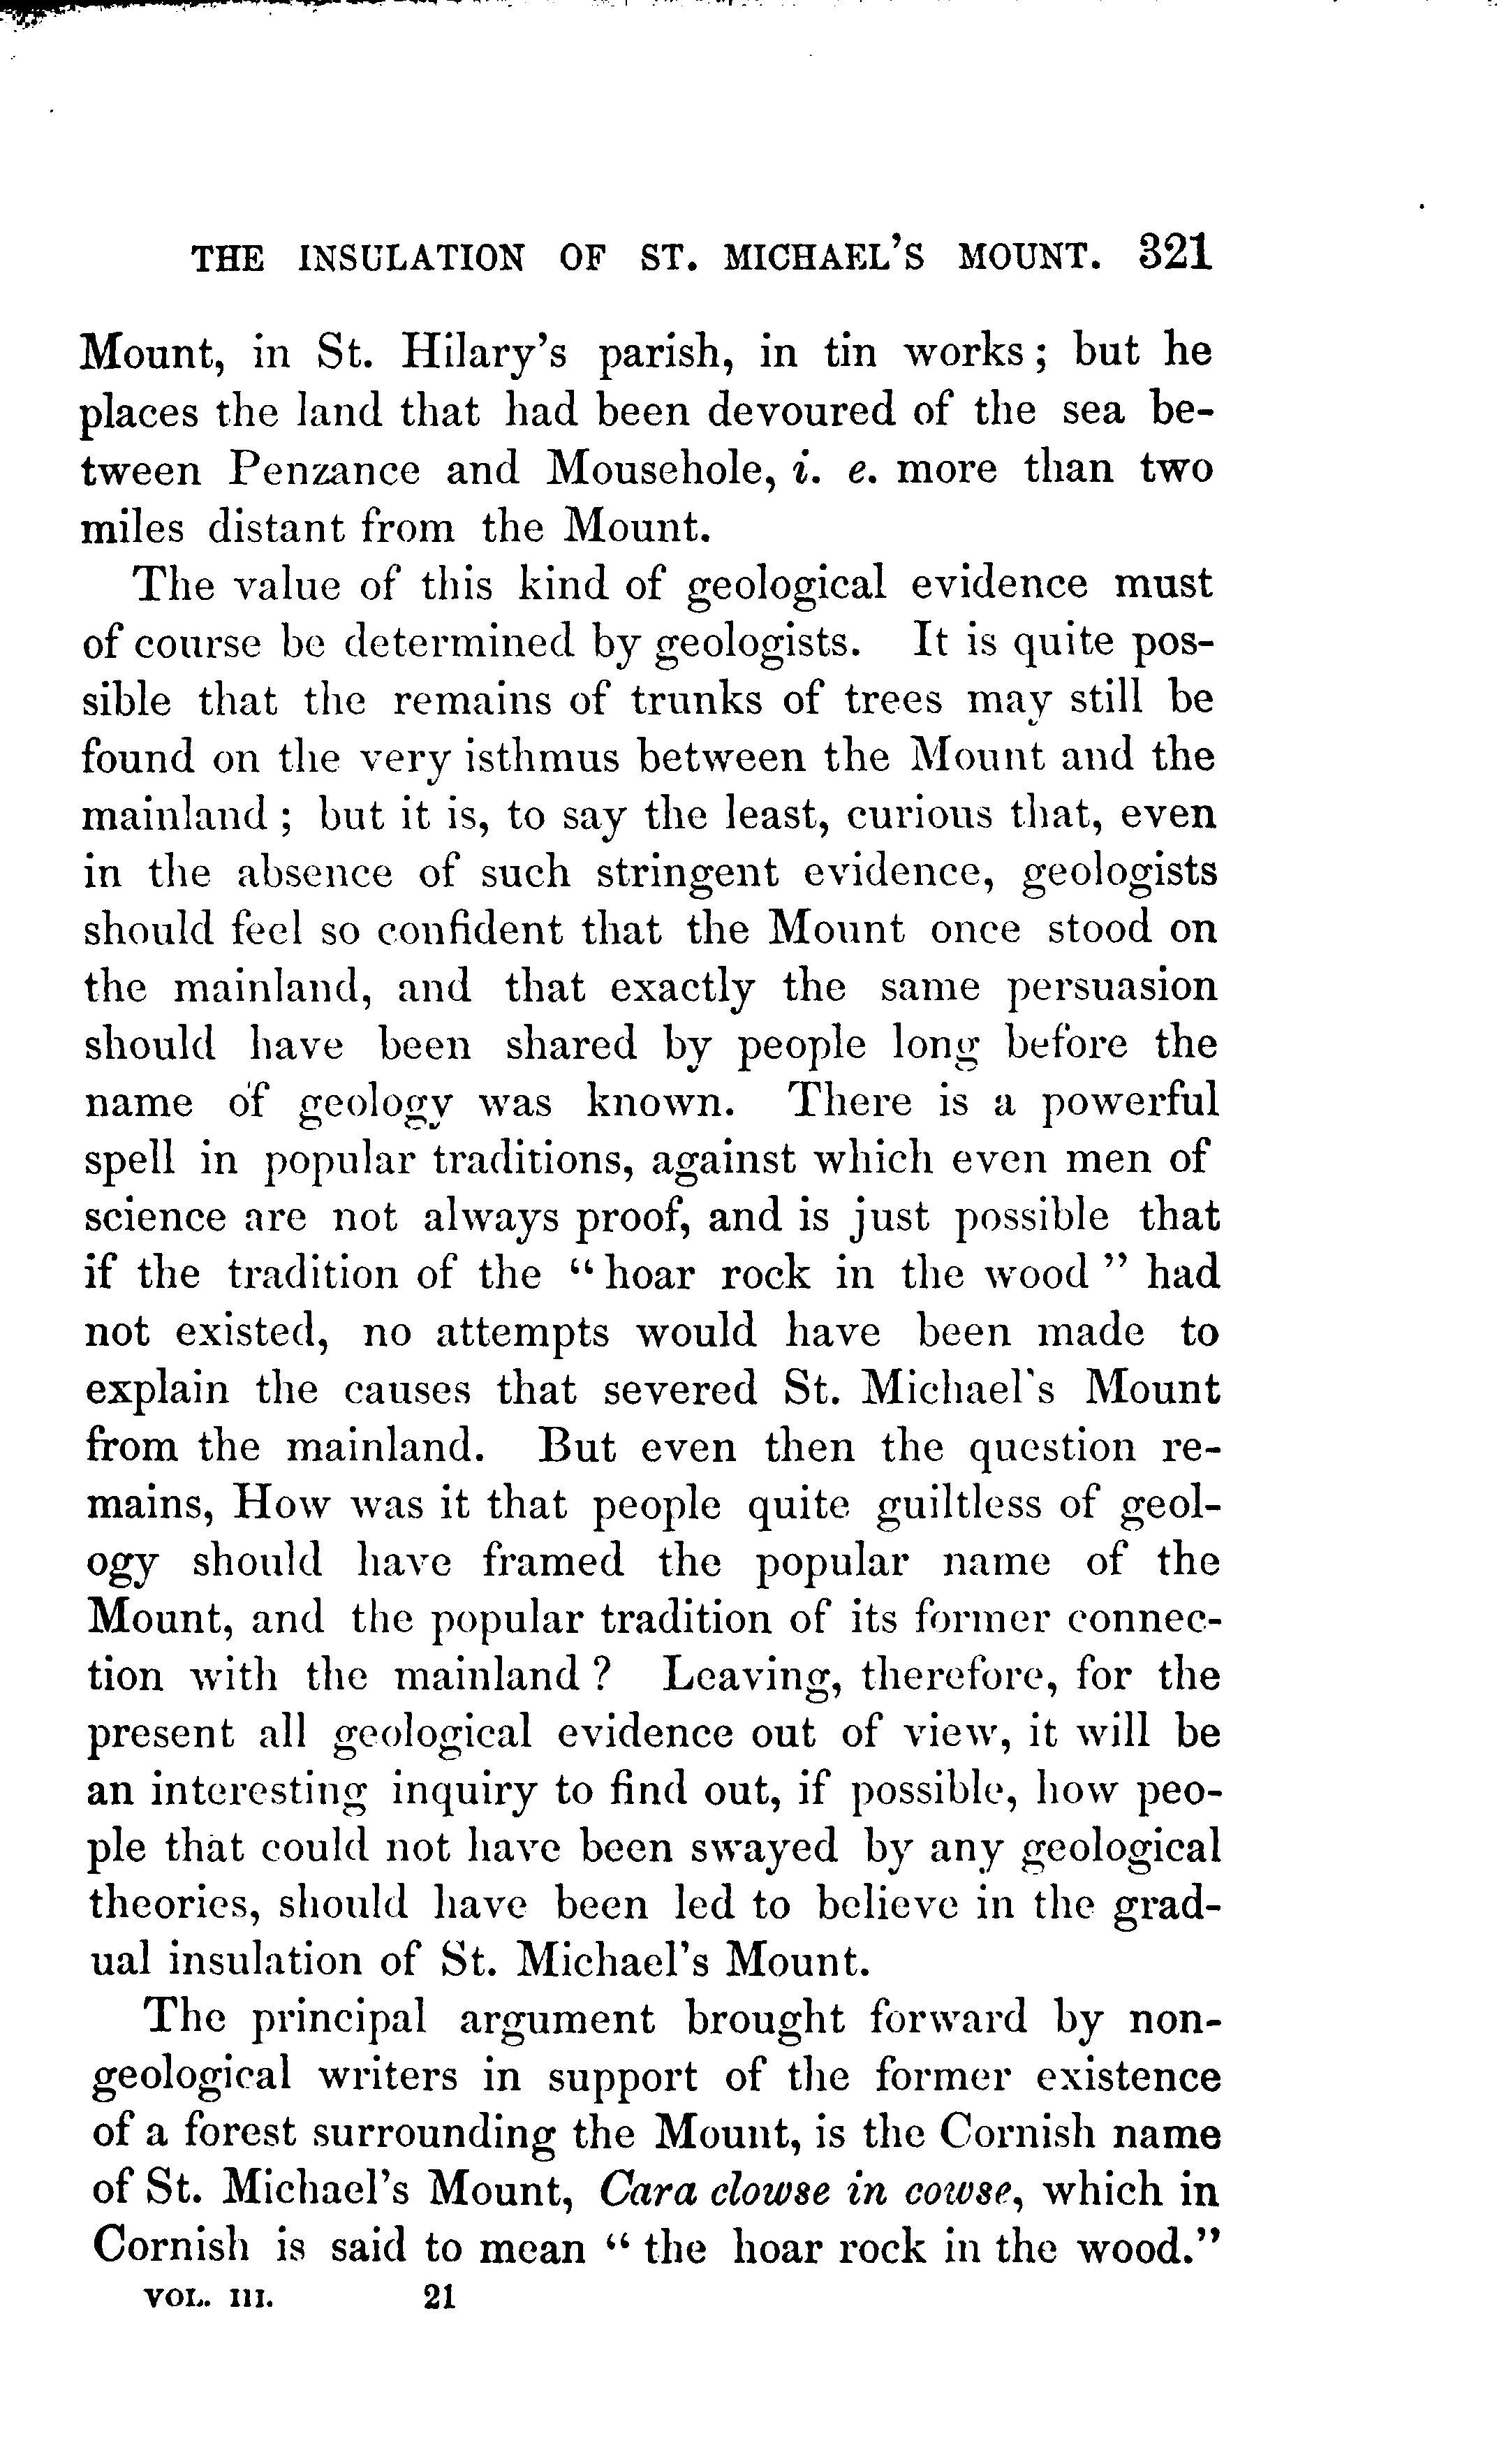 THE INSULATION OF ST. MICHAEL'S MOUNT. 321
Mount, in St. Hilary's parish, in tin works; but he
places the land that had been devoured of the sea be-
tween Penzance and Mousehole, i. e. more than two
miles distant from the Mount.
The value of this kind of geological evidence must
of course be determined by geologists. It is quite pos-
sible that the remains of trunks of trees may still be
found on the very isthmus between the Mount and the
mainland; but it is, to say the least, curious that, even
in the absence of such stringent evidence, geologists
should feel so confident that the Mount once stood on
the mainland, and that exactly the same persuasion
should have been shared by people long before the
name of geology was known. There is a powerful
spell in popular traditions, against which even men of
science are not always proof, and is just possible that
if the tradition of the "hoar rock in the wood" had
not existed, no attempts would have been made to
explain the causes that severed St. Michael's Mount
from the mainland. But even then the question re-
mains, How was it that people quite guiltless of geol-
ogy should have framed the popular name of the
Mount, and the popular tradition of its former connec-
tion with the mainland? Leaving, therefore, for the
present all geological evidence out of view, it will be
an interesting inquiry to find out, if possible, how peo-
ple that could not have been swayed by any geological
theories, should have been led to believe in the grad-
ual insulation of St. Michael's Mount.
The principal argument brought forward by non-
geological writers in support of the former existence
of a forest surrounding the Mount, is the Cornish name
of St. Michael's Mount, Cara clowse in cowse, which in
Cornish is said to mean "the hoar rock in the wood."
VOL. III. 21